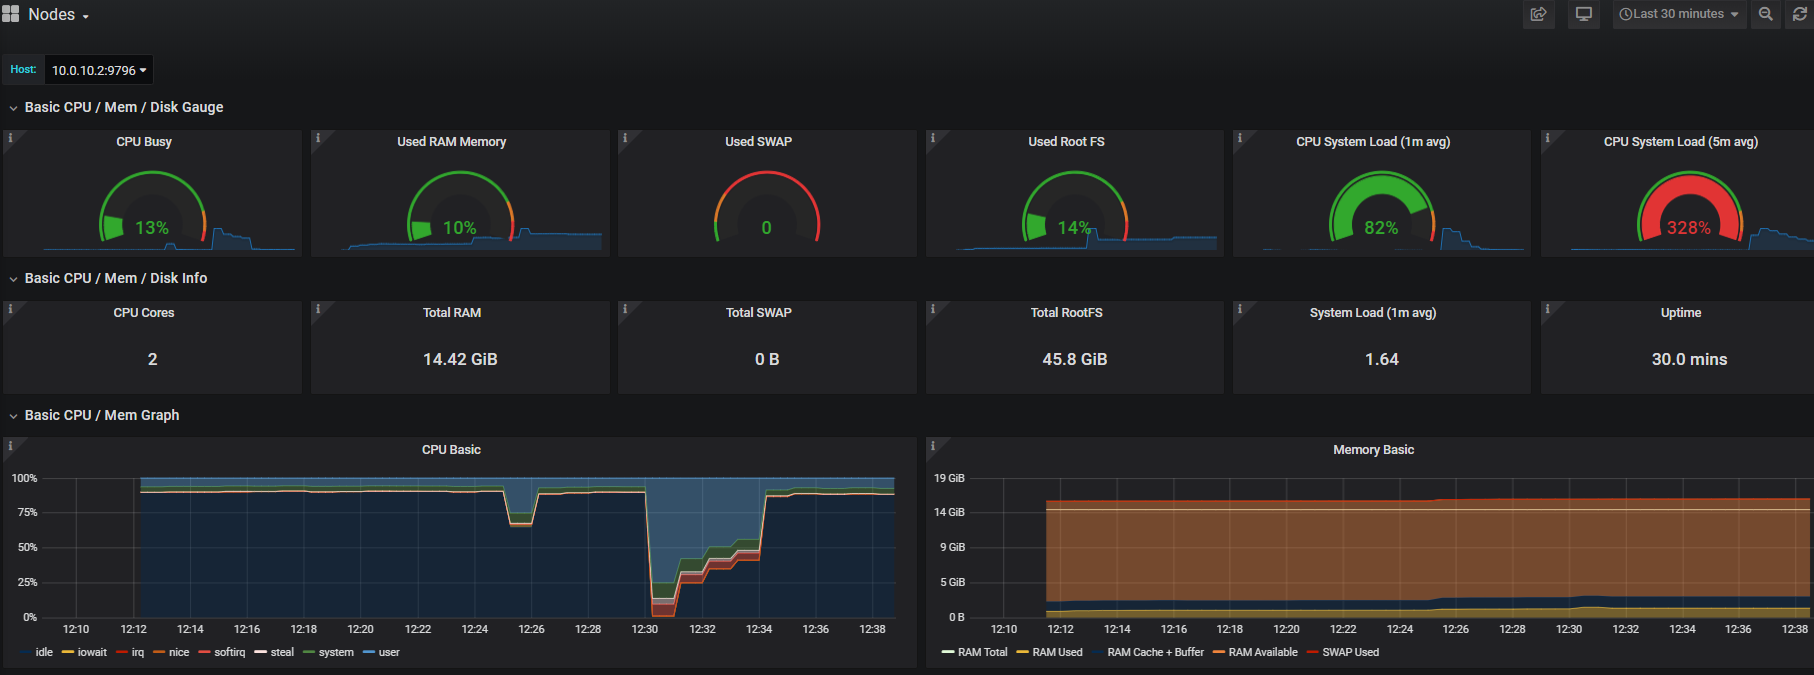 Nodes
Last 30 minutes
Host: 10.0.10.2:9796
Basic CPU / Mem / Disk Gauge
CPU Busy
Used RAM Memory
Used SWAP
Used Root FS
CPU System Load (1m avg)
CPU System Load (5m avg)
13%
10%
0
14%
82%
328%
Basic CPU / Mem / Disk Info
CPU Cores
Total RAM
Total SWAP
Total RootFS
System Load (1m avg)
Uptime
2
14.42 GiB
0 B
45.8 GiB
1.64
30.0 mins
Basic CPU / Mem Graph
CPU Basic
100%
75%
50%
25%
0%
12:10 12:12 12:14 12:16 12:18 12:20 12:22 12:24 12:26 12:28 12:30 12:32 12:34 12:36 12:38
idle iowait irq nice softirq steal system user
Memory Basic
19 GiB
14 GiB
9 GiB
5 GiB
0 B
12:10 12:12 12:14 12:16 12:18 12:20 12:22 12:24 12:26 12:28 12:30 12:32 12:34 12:36 12:38
RAM Total RAM Used RAM Cache + Buffer RAM Available SWAP Used